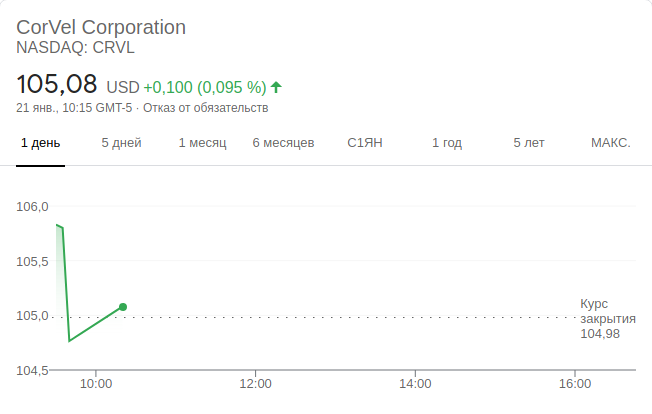 CorVel Corporation
NASDAQ: CRVL
105,08 USD +0,100 (0,095 %)
21 янв., 10:15 GMT-5 · Отказ от обязательств
1 день 5 дней 1 месяц 6 месяцев С1ЯН 1 год 5 лет МАКС.
106,0
105,5
105,0
104,5
Курс
закрытия
104,98
10:00 12:00 14:00 16:00